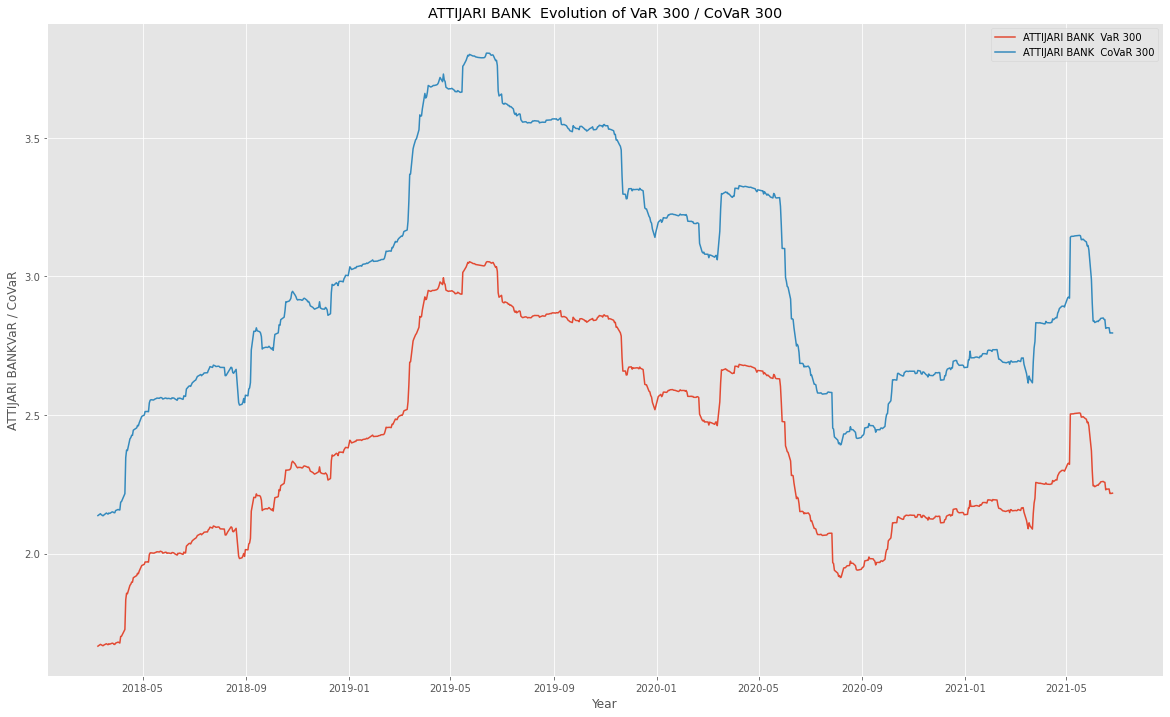 ATTIJARI BANK  Evolution of VaR 300 / CoVaR 300
ATTIJARI BANK  VaR 300
ATTIJARI BANK  CoVaR 300
ATTIJARI BANKVaR / CoVaR
3.5
3.0
2.5
2.0
2018-05 2018-09 2019-01 2019-05 2019-09 2020-01 2020-05 2020-09 2021-01 2021-05
Year